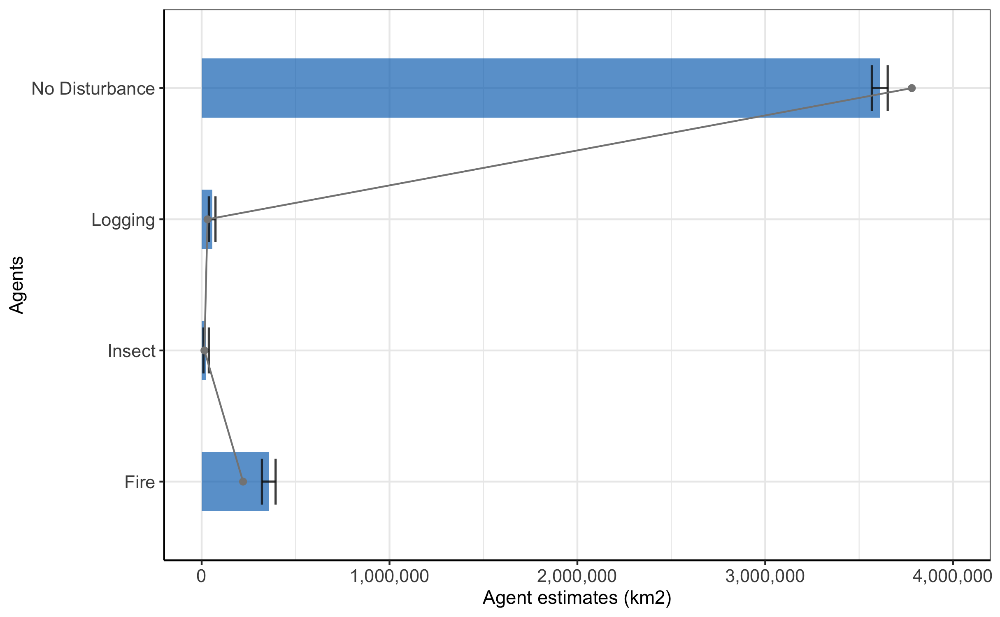 No Disturbance
Logging
Insect
Fire
Agents
0
1,000,000
2,000,000
3,000,000
4,000,000
Agent estimates (km2)